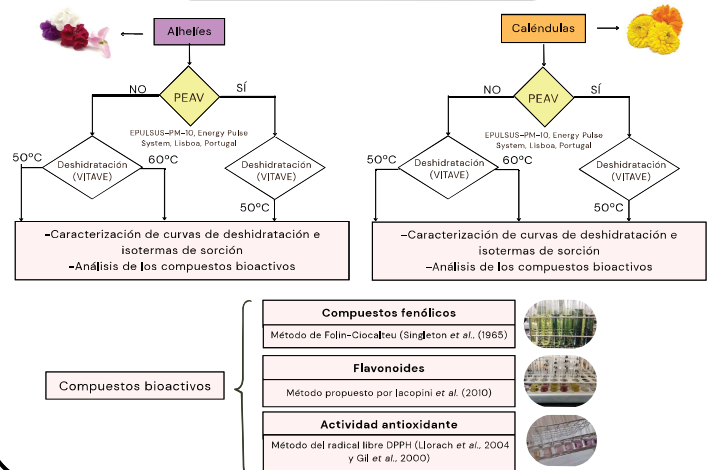 Alhelíes
NO
PEAV
SÍ
EPULSUS-PM-10, Energy Pulse
System, Lisboa, Portugal
50ºC
Deshidratación
(VITAVE)
60ºC
Deshidratación
(VITAVE)
50ºC
-Caracterización de curvas de deshidratación e
isotermas de sorción
-Análisis de los compuestos bioactivos
Caléndulas
NO
PEAV
SÍ
EPULSUS-PM-10, Energy Pulse
System, Lisboa, Portugal
50ºC
Deshidratación
(VITAVE)
60ºC
Deshidratación
(VITAVE)
50ºC
-Caracterización de curvas de deshidratación e
isotermas de sorción
-Análisis de los compuestos bioactivos
Compuestos bioactivos
Compuestos fenólicos
Método de Folin-Ciocalteu (Singleton et al., (1965)
Flavonoides
Método propuesto por Jacopini et al. (2010)
Actividad antioxidante
Método del radical libre DPPH (Llorach et al., 2004
y Gil et al., 2000)